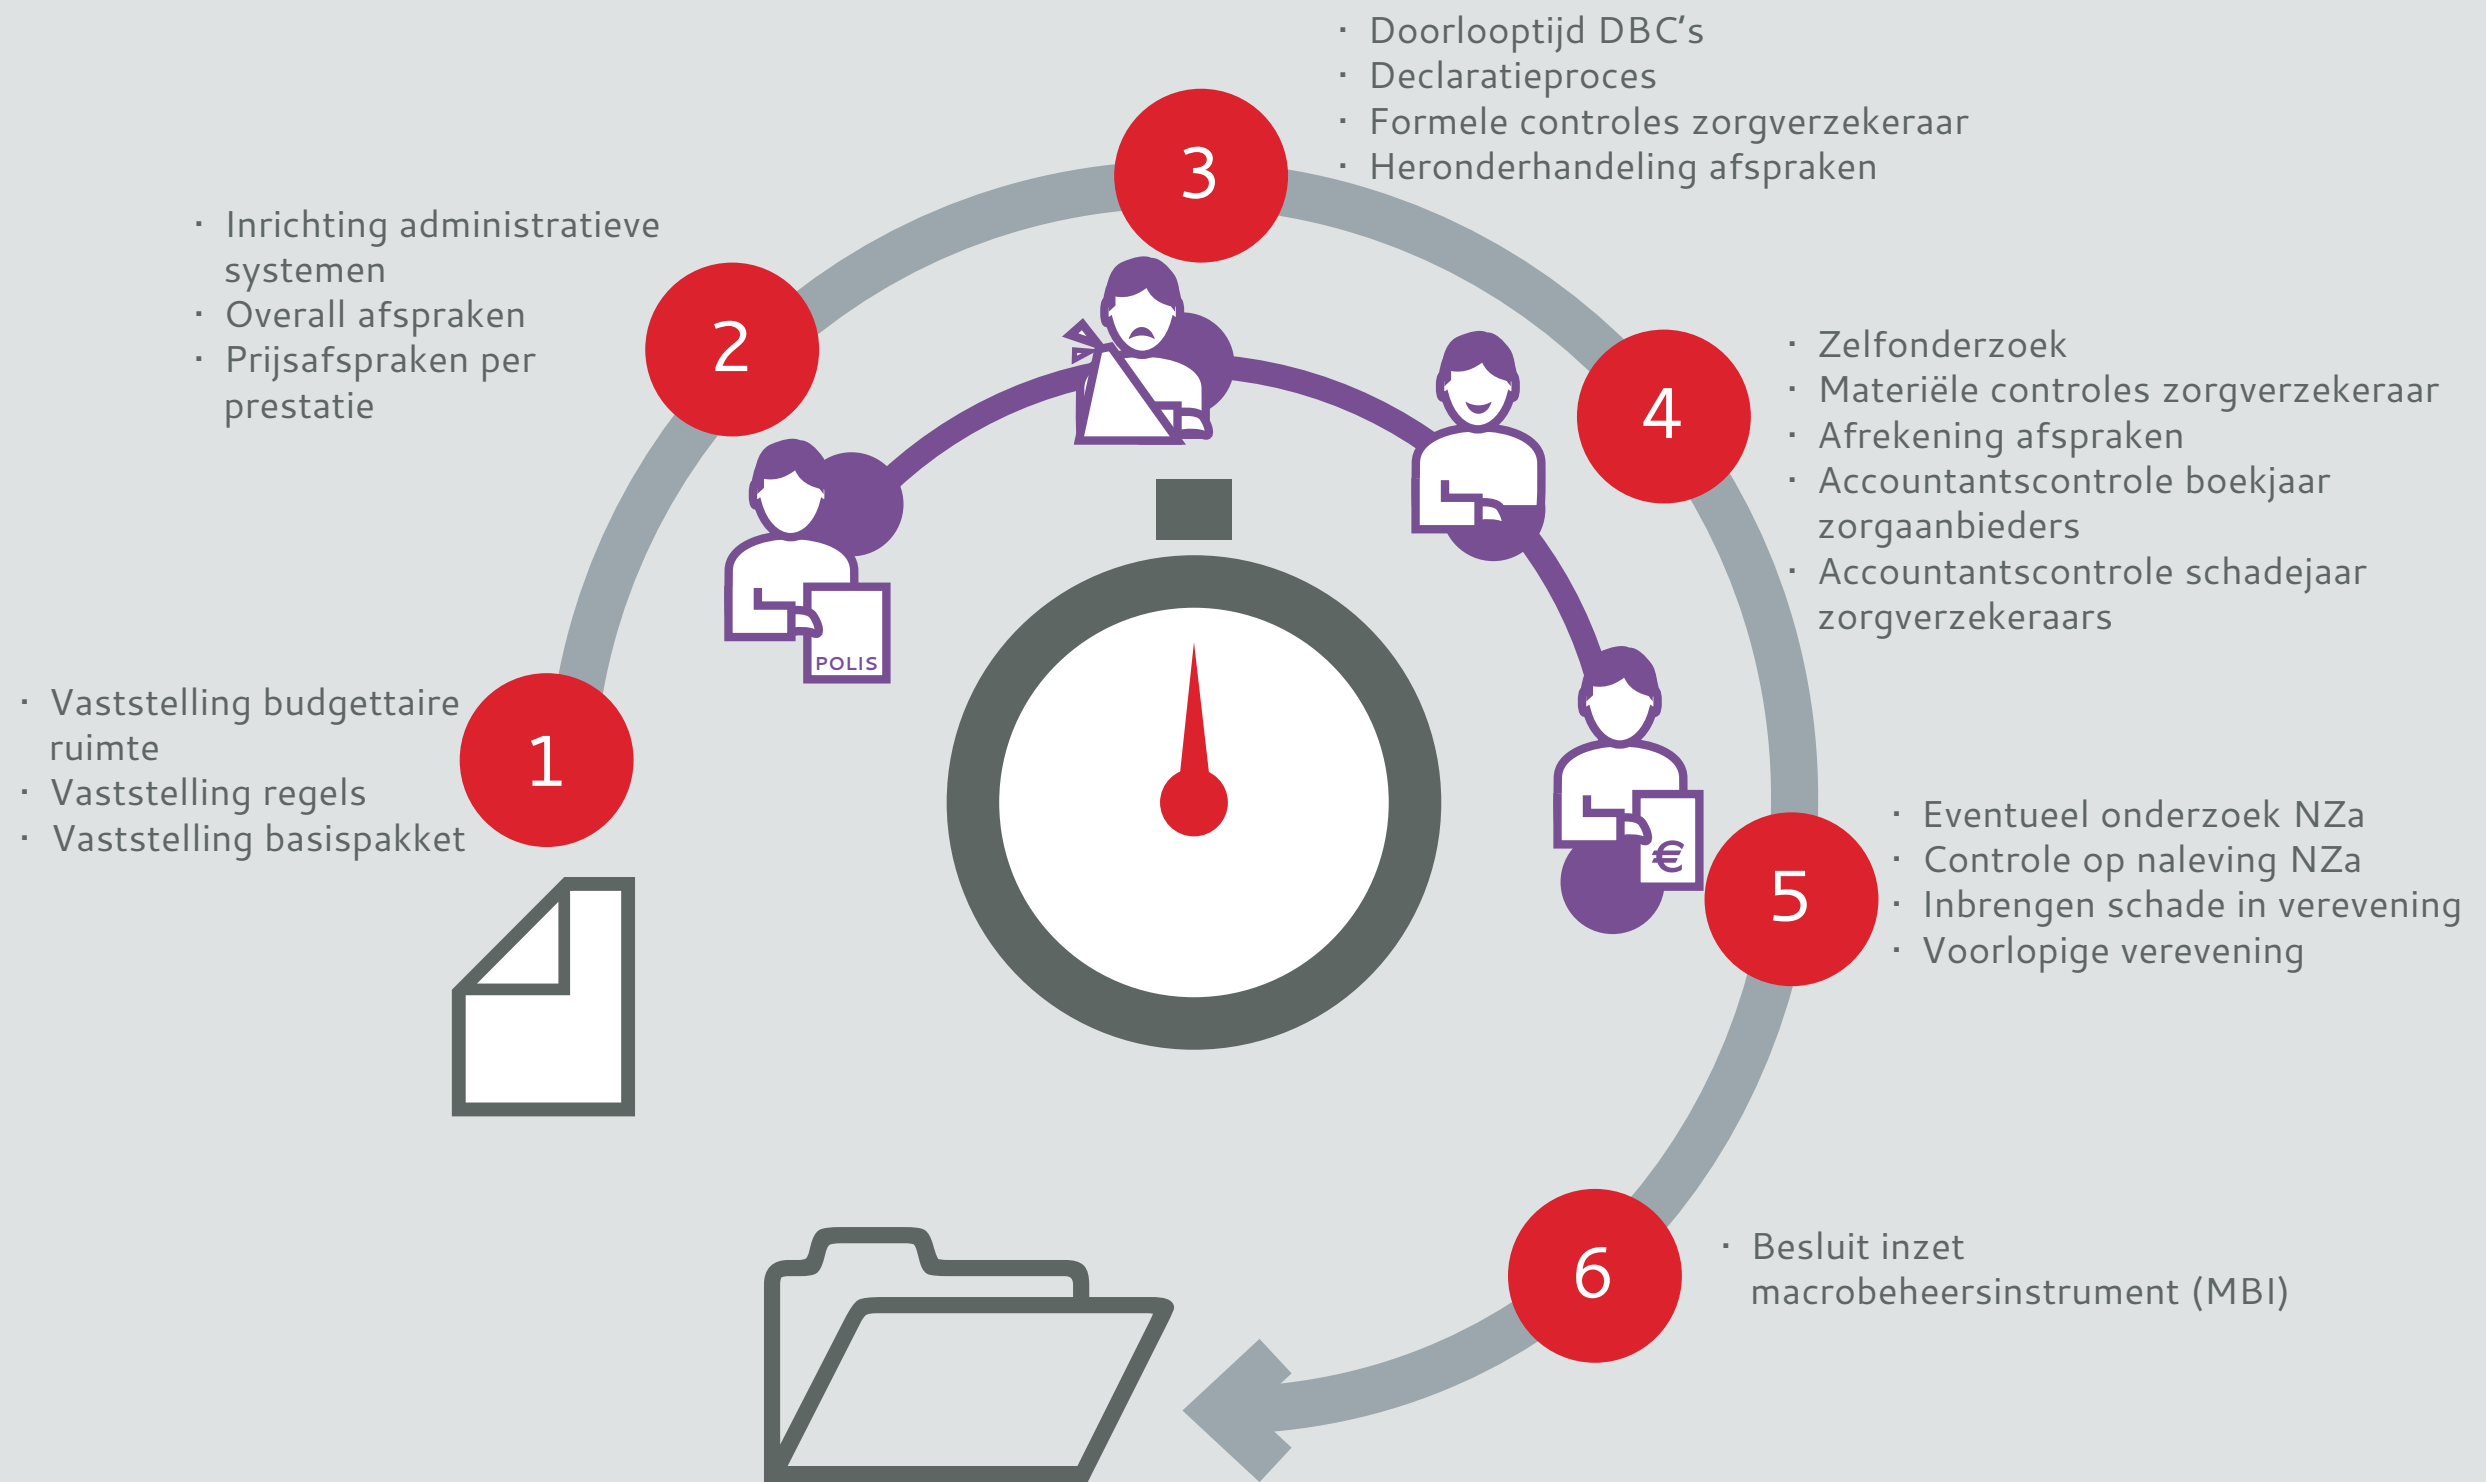 1
· Vaststelling budgettaire
ruimte
· Vaststelling regels
· Vaststelling basispakket
2
· Inrichting administratieve
systemen
· Overall afspraken
· Prijsafspraken per
prestatie
3
· Doorlooptijd DBC’s
· Declaratieproces
· Formele controles zorgverzekeraar
· Heronderhandeling afspraken
4
· Zelfonderzoek
· Materiële controles zorgverzekeraar
· Afrekening afspraken
· Accountantscontrole boekjaar
zorgaanbieders
· Accountantscontrole schadejaar
zorgverzekeraars
5
· Eventueel onderzoek NZa
· Controle op naleving NZa
· Inbrengen schade in verevening
· Voorlopige verevening
6
· Besluit inzet
macrobeheersinstrument (MBI)
POLIS
€